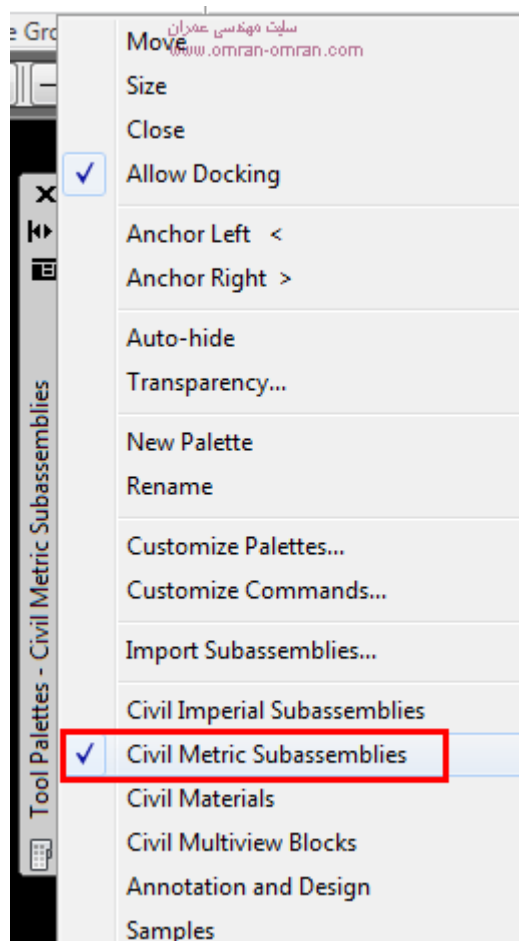 e Gro
سایت مهندسی عمران
Move
www.omran-omran.com
Size
Close
Allow Docking
Anchor Left <
Anchor Right >
Auto-hide
Transparency...
New Palette
Rename
Customize Palettes...
Customize Commands...
Import Subassemblies...
Civil Imperial Subassemblies
Civil Metric Subassemblies
Civil Materials
Civil Multiview Blocks
Annotation and Design
Samples
Tool Palettes - Civil Metric Subassemblies